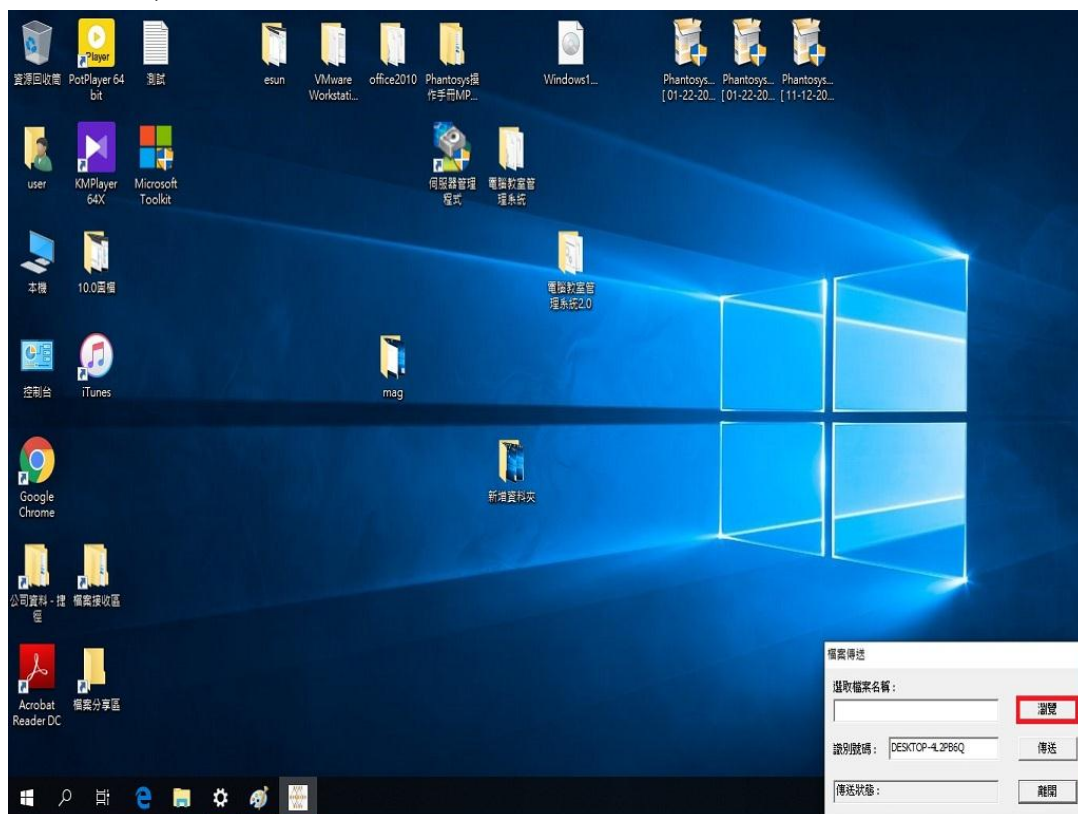 資源回收筒
PotPlayer 64
bit
測試
esun
VMware
Workstati...
office2010
Phantosys操
作手冊MP...
Windows1...
Phantosys...
[ 01-22-20...
Phantosys...
[ 01-22-20...
Phantosys...
[ 11-12-20...
user
KMPlayer
64X
Microsoft
Toolkit
伺服器管理
程式
電腦教室管
理系統
本機
10.0圖檔
電腦教室管
理系統2.0
控制台
iTunes
mag
Google
Chrome
新增資料夾
公司資料 - 捷
徑
檔案接收區
Acrobat
Reader DC
檔案分享區
檔案傳送
選取檔案名稱：
瀏覽
識別號碼：
DESKTOP-4L2PB6Q
傳送
傳送狀態：
離開